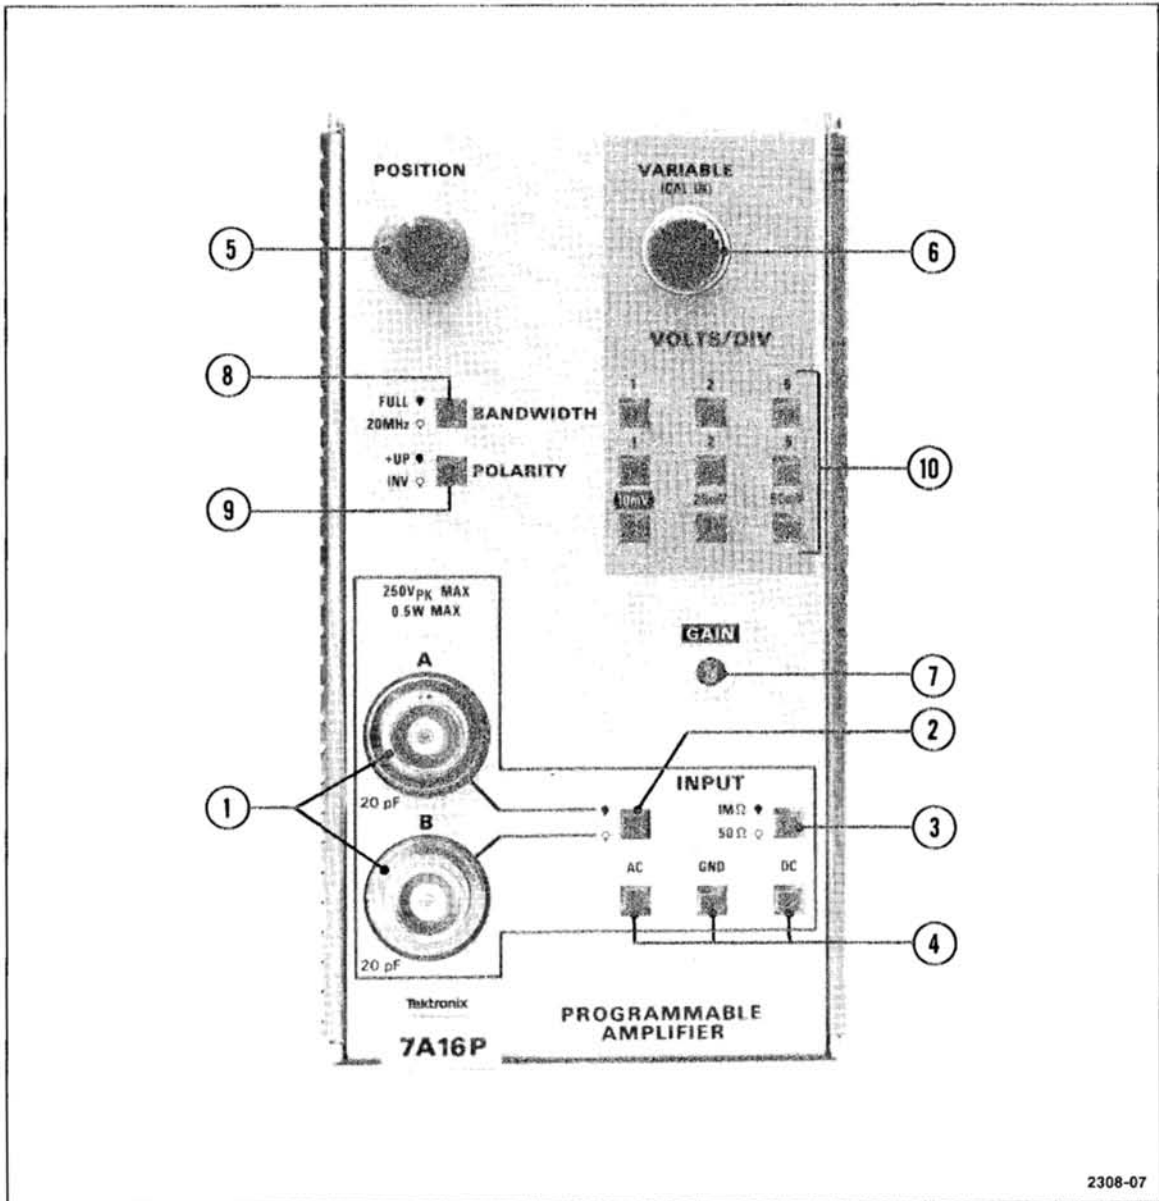 POSITION
VARIABLE
(CAL IN)
5
6
VOLTS/DIV
8
1 2 5
FULL
20MHz
BANDWIDTH
1 2 5
10
+UP
INV
POLARITY
9
10mV 20mV 50mV
250VPK MAX
0.5W MAX
GAIN
A
7
2
INPUT
1
20 pF
1MΩ
50Ω
3
B
AC GND DC
4
20 pF
Tektronix
PROGRAMMABLE
AMPLIFIER
7A16P
2308-07